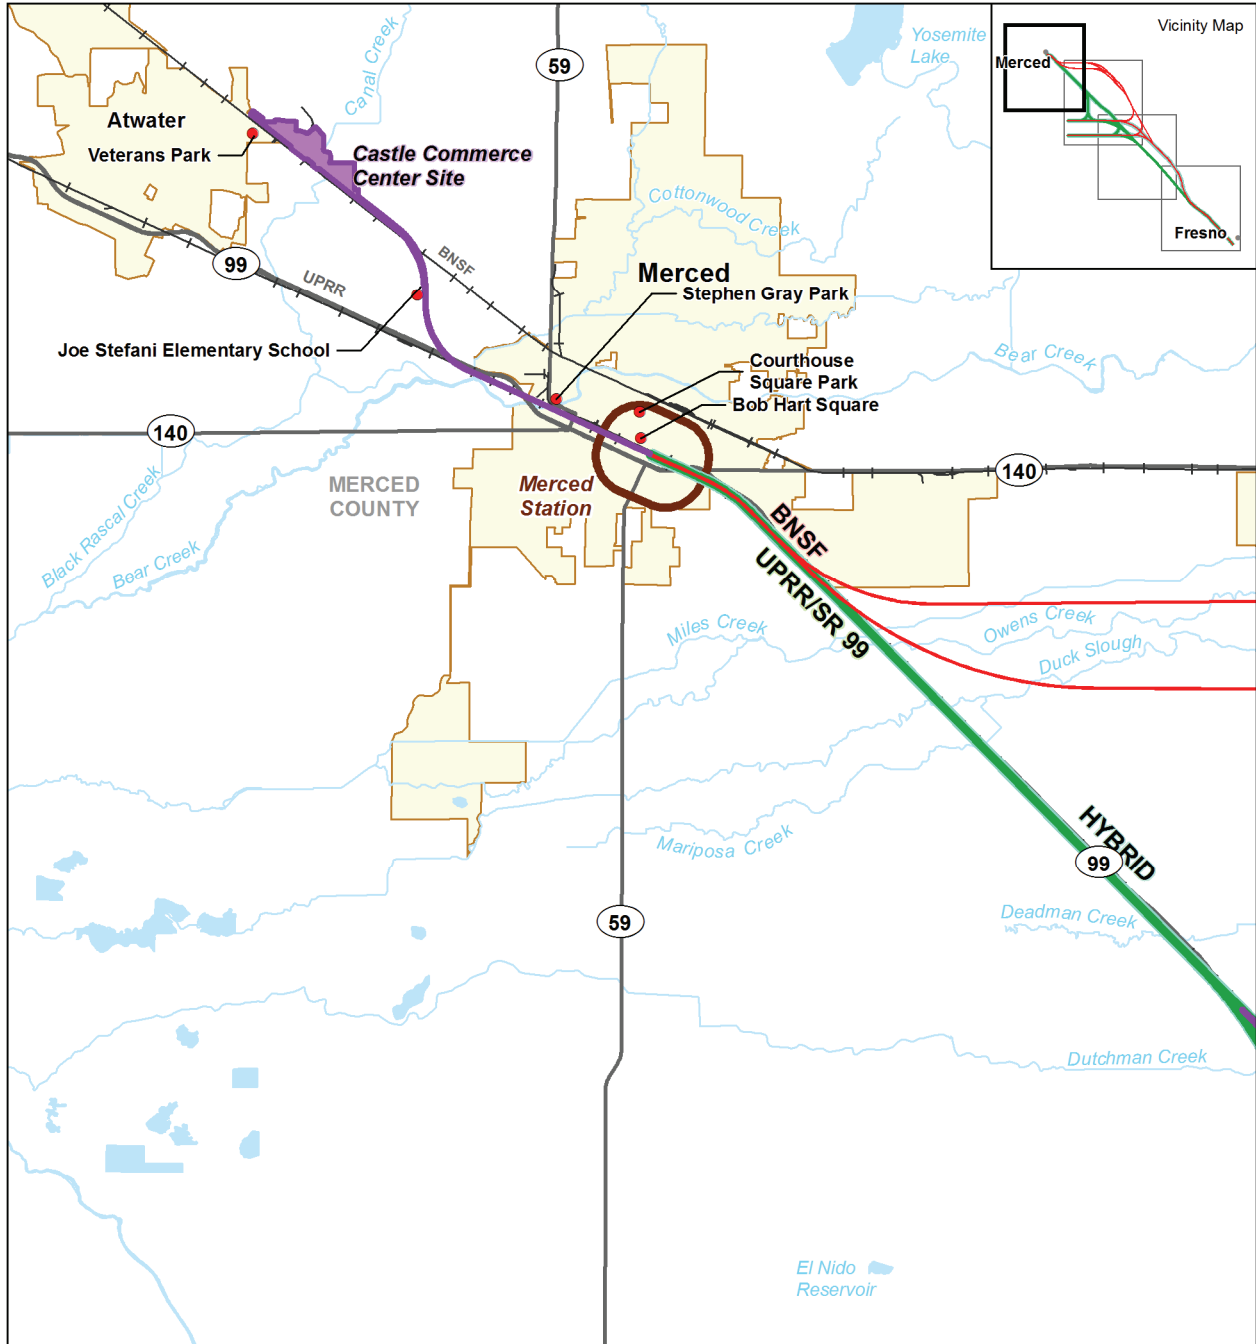 Yosemite
Lake
Vicinity Map
Merced
Fresno
59
Canal Creek
Atwater
Veterans Park
Castle Commerce
Center Site
Cottonwood Creek
99
UPRR
BNSF
Merced
Stephen Gray Park
Joe Stefani Elementary School
Courthouse
Square Park
Bob Hart Square
Bear Creek
140
140
MERCED
COUNTY
Merced
Station
Black Rascal Creek
Bear Creek
BNSF
UPRR/SR 99
Miles Creek
Owens Creek
Duck Slough
Mariposa Creek
HYBRID
99
59
Deadman Creek
Dutchman Creek
El Nido
Reservoir